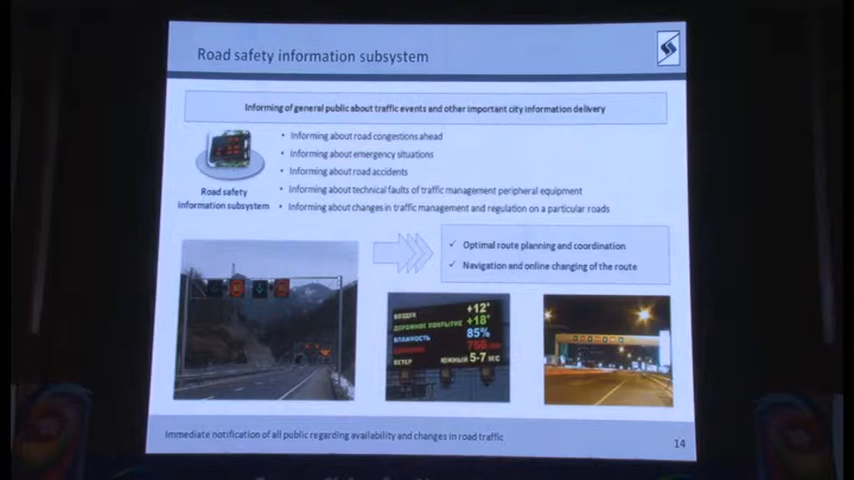 Road safety information subsystem
Informing of general public about traffic events and other important city information delivery
• Informing about road congestions ahead
• Informing about emergency situations
• Informing about road accidents
• Informing about technical faults of traffic management peripheral equipment
• Informing about changes in traffic management and regulation on a particular roads
Road safety
information subsystem
✓ Optimal route planning and coordination
✓ Navigation and online changing of the route
ВОЗДУХ +12°
ДОРОЖНОЕ ПОКРЫТИЕ +18°
ВЛАЖНОСТЬ 85%
ВЕТЕР ЮЖНЫЙ 5-7 М/С
Immediate notification of all public regarding availability and changes in road traffic
14